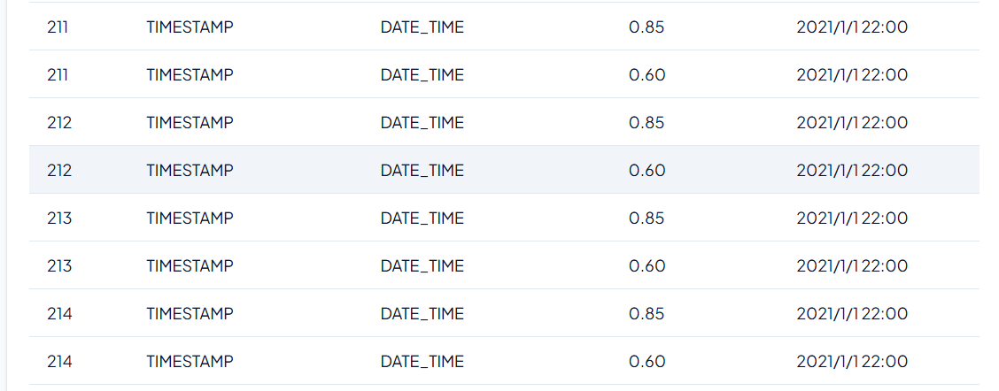 211 TIMESTAMP DATE_TIME 0.85 2021/1/1 22:00
211 TIMESTAMP DATE_TIME 0.60 2021/1/1 22:00
212 TIMESTAMP DATE_TIME 0.85 2021/1/1 22:00
212 TIMESTAMP DATE_TIME 0.60 2021/1/1 22:00
213 TIMESTAMP DATE_TIME 0.85 2021/1/1 22:00
213 TIMESTAMP DATE_TIME 0.60 2021/1/1 22:00
214 TIMESTAMP DATE_TIME 0.85 2021/1/1 22:00
214 TIMESTAMP DATE_TIME 0.60 2021/1/1 22:00